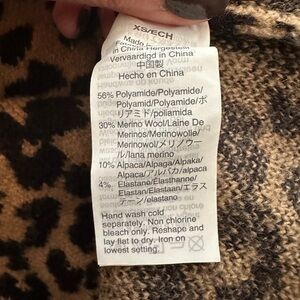 XS/ECH
Made
in China Hergestellt
Vervaardigd in China
中国製
Hecho en China
56% Polyamide/Polyamide/
Polyamid/Polyamide/ポ
リアミド/poliamida
30% Merino Wool/Laine De
Merinos/Merinowolle/
Merinowol/メリノウー
ル/lana merino
10% Alpaca/Alpaga/Alpaka/
Alpaca/アルパカ/alpaca
4% Elastane/Élasthanne/
Elastan/Elastaan/エラス
テーン/elastano
Hand wash cold
separately. Non chlorine
bleach only. Reshape and
lay flat to dry. Iron on
lowest setting.